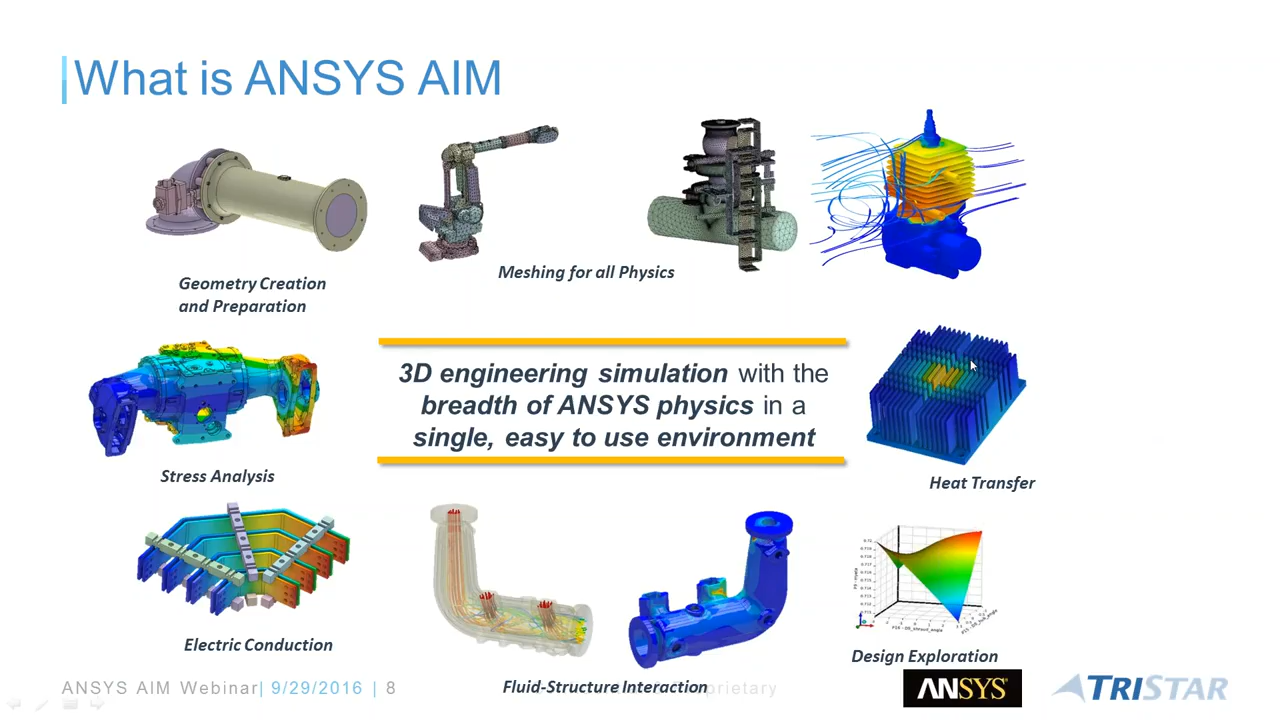 What is ANSYS AIM
Geometry Creation
and Preparation
Meshing for all Physics
3D engineering simulation with the
breadth of ANSYS physics in a
single, easy to use environment
Stress Analysis
Heat Transfer
Electric Conduction
Fluid-Structure Interaction
Design Exploration
ANSYS AIM Webinar| 9/29/2016 | 8
ANSYS
TRISTAR